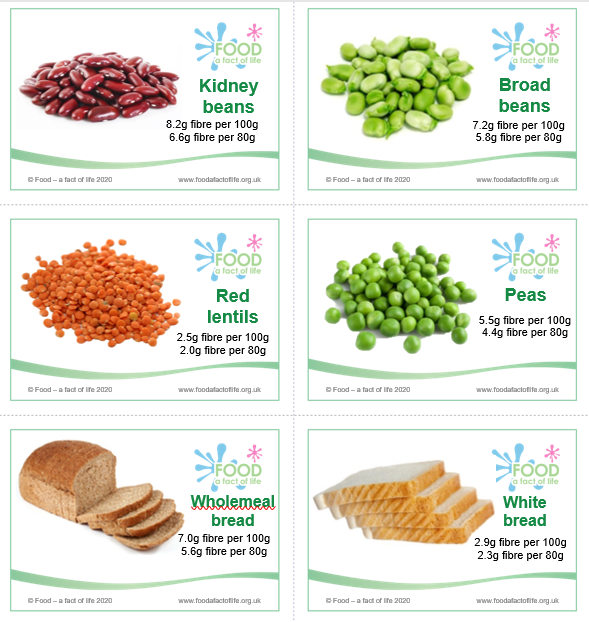 FOOD
a fact of life
Kidney
beans
8.2g fibre per 100g
6.6g fibre per 80g
© Food – a fact of life 2020
www.foodafactoflife.org.uk
FOOD
a fact of life
Broad
beans
7.2g fibre per 100g
5.8g fibre per 80g
© Food – a fact of life 2020
www.foodafactoflife.org.uk
FOOD
a fact of life
Red
lentils
2.5g fibre per 100g
2.0g fibre per 80g
© Food – a fact of life 2020
www.foodafactoflife.org.uk
FOOD
a fact of life
Peas
5.5g fibre per 100g
4.4g fibre per 80g
© Food – a fact of life 2020
www.foodafactoflife.org.uk
FOOD
a fact of life
Wholemeal
bread
7.0g fibre per 100g
5.6g fibre per 80g
© Food – a fact of life 2020
www.foodafactoflife.org.uk
FOOD
a fact of life
White
bread
2.9g fibre per 100g
2.3g fibre per 80g
© Food – a fact of life 2020
www.foodafactoflife.org.uk